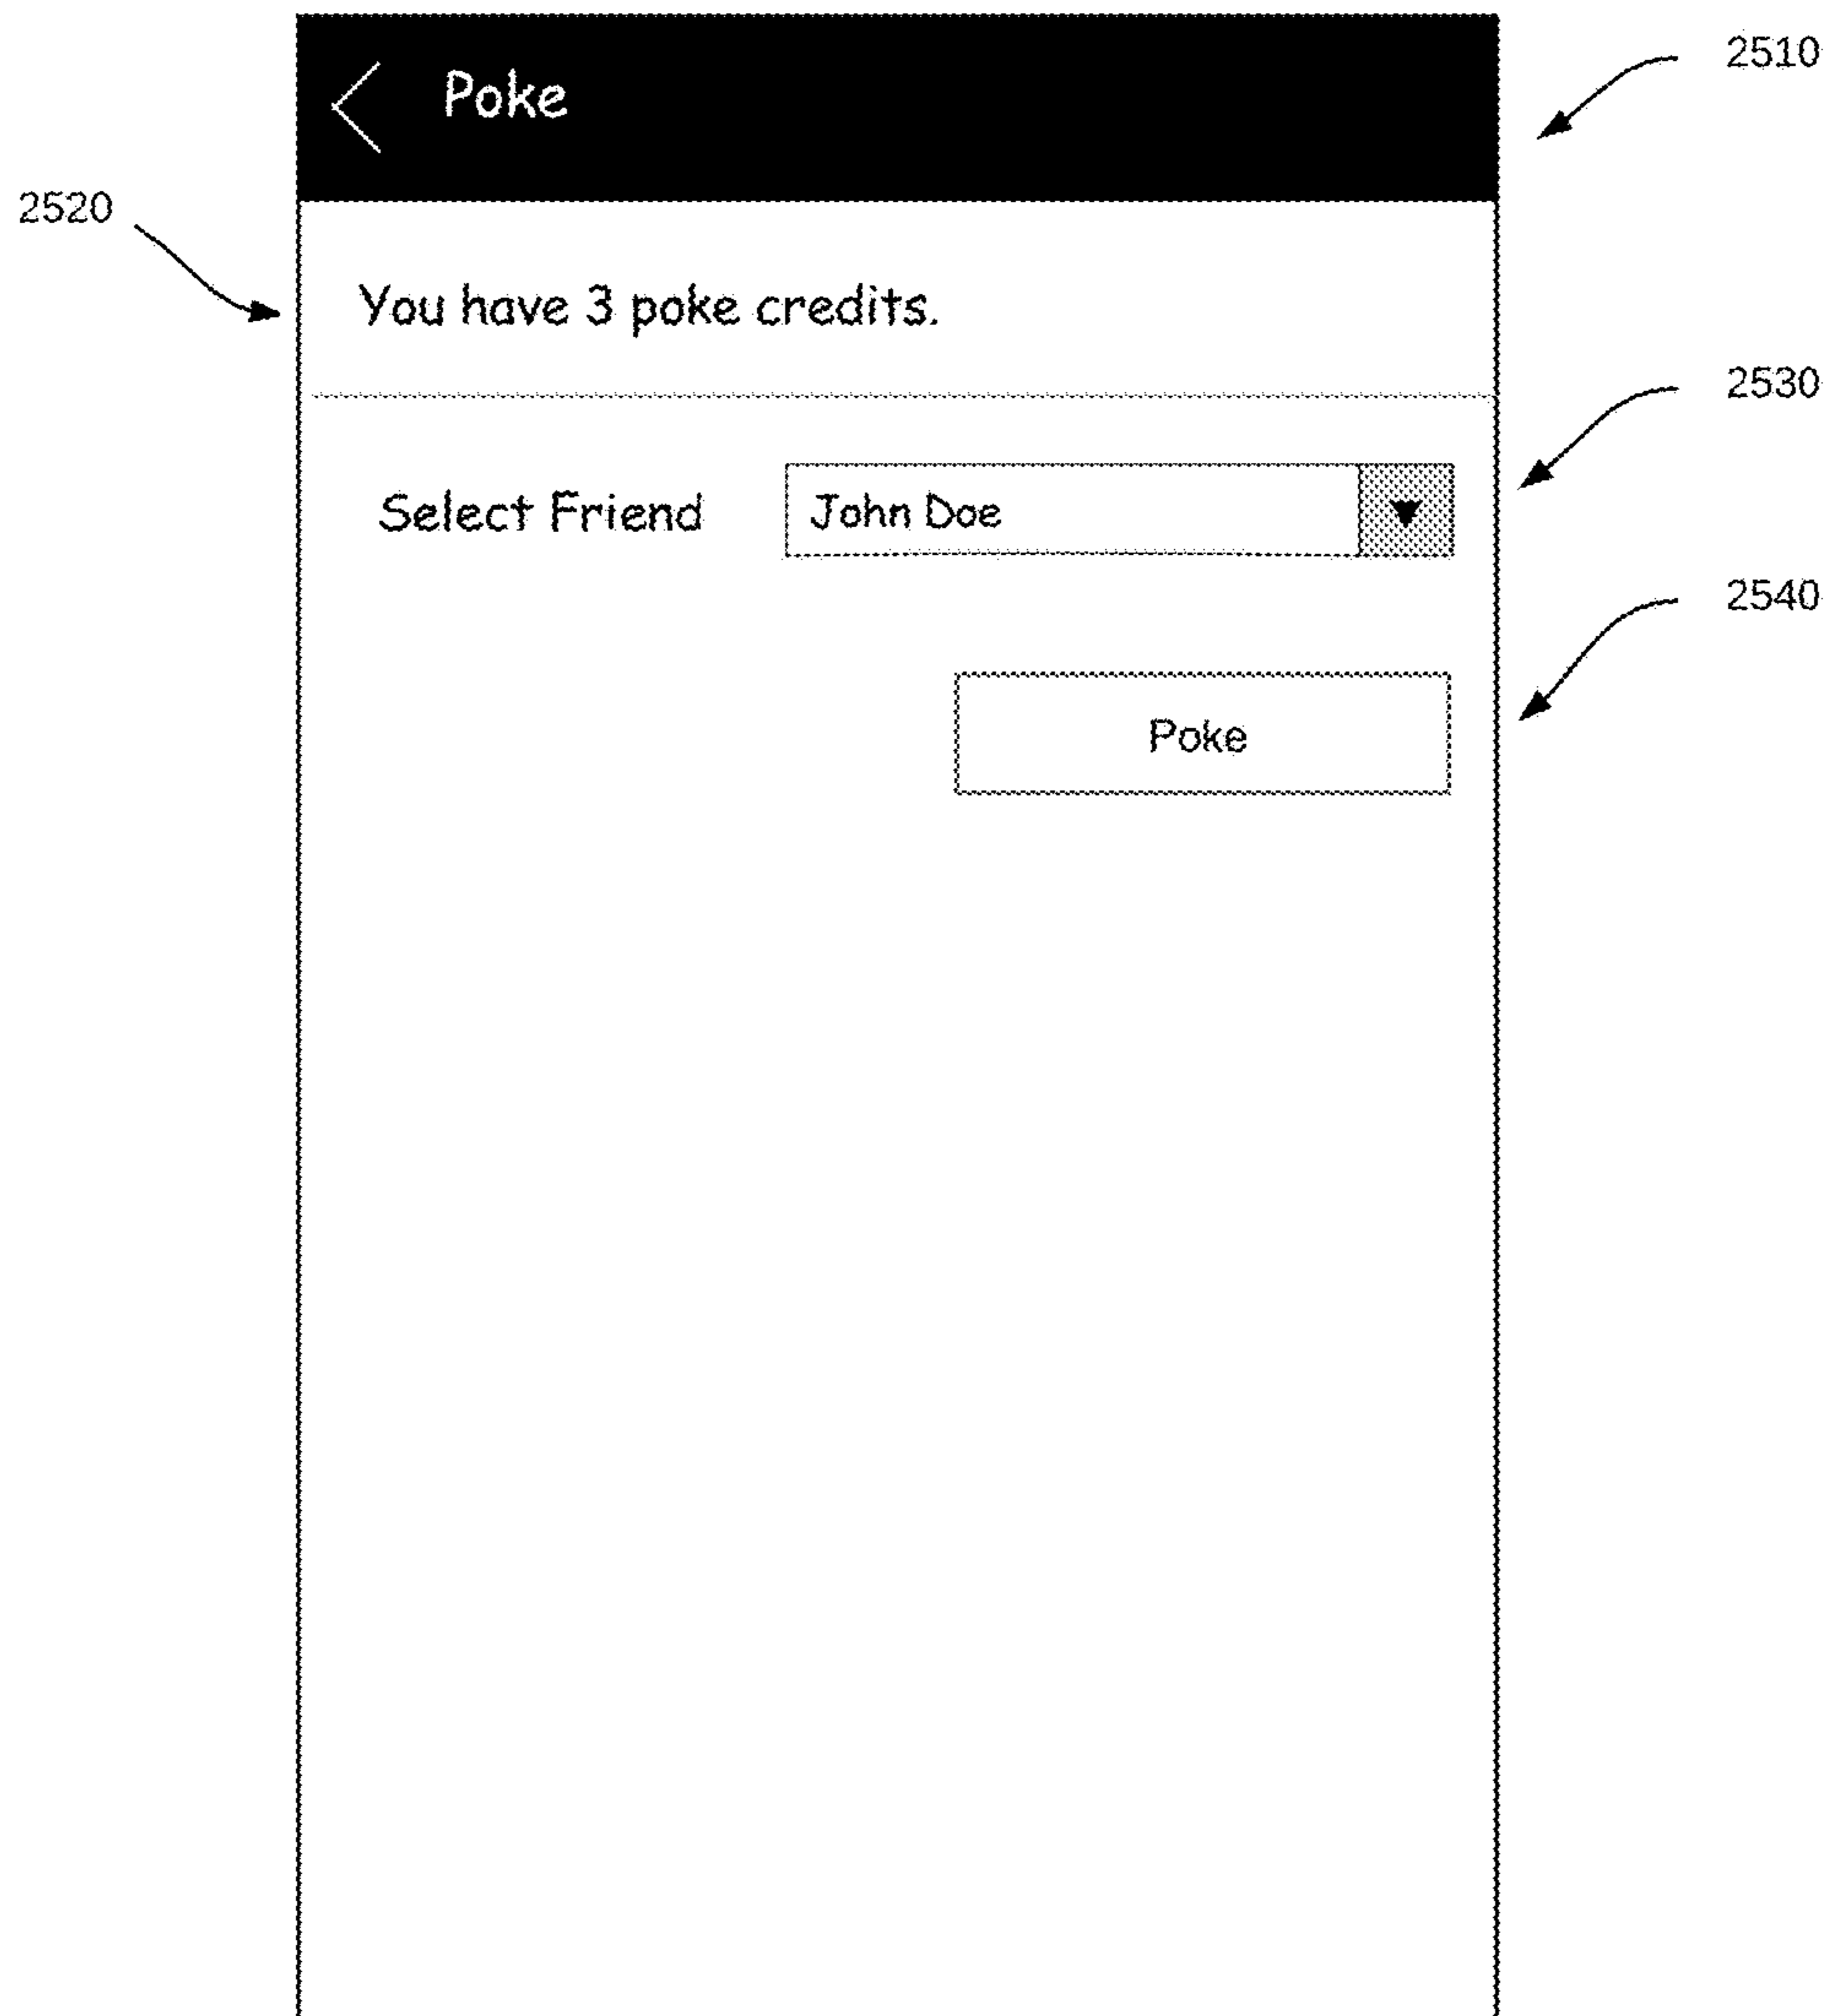 Poke
2510
2520
You have 3 poke credits.
2530
Select Friend John Doe
2540
Poke